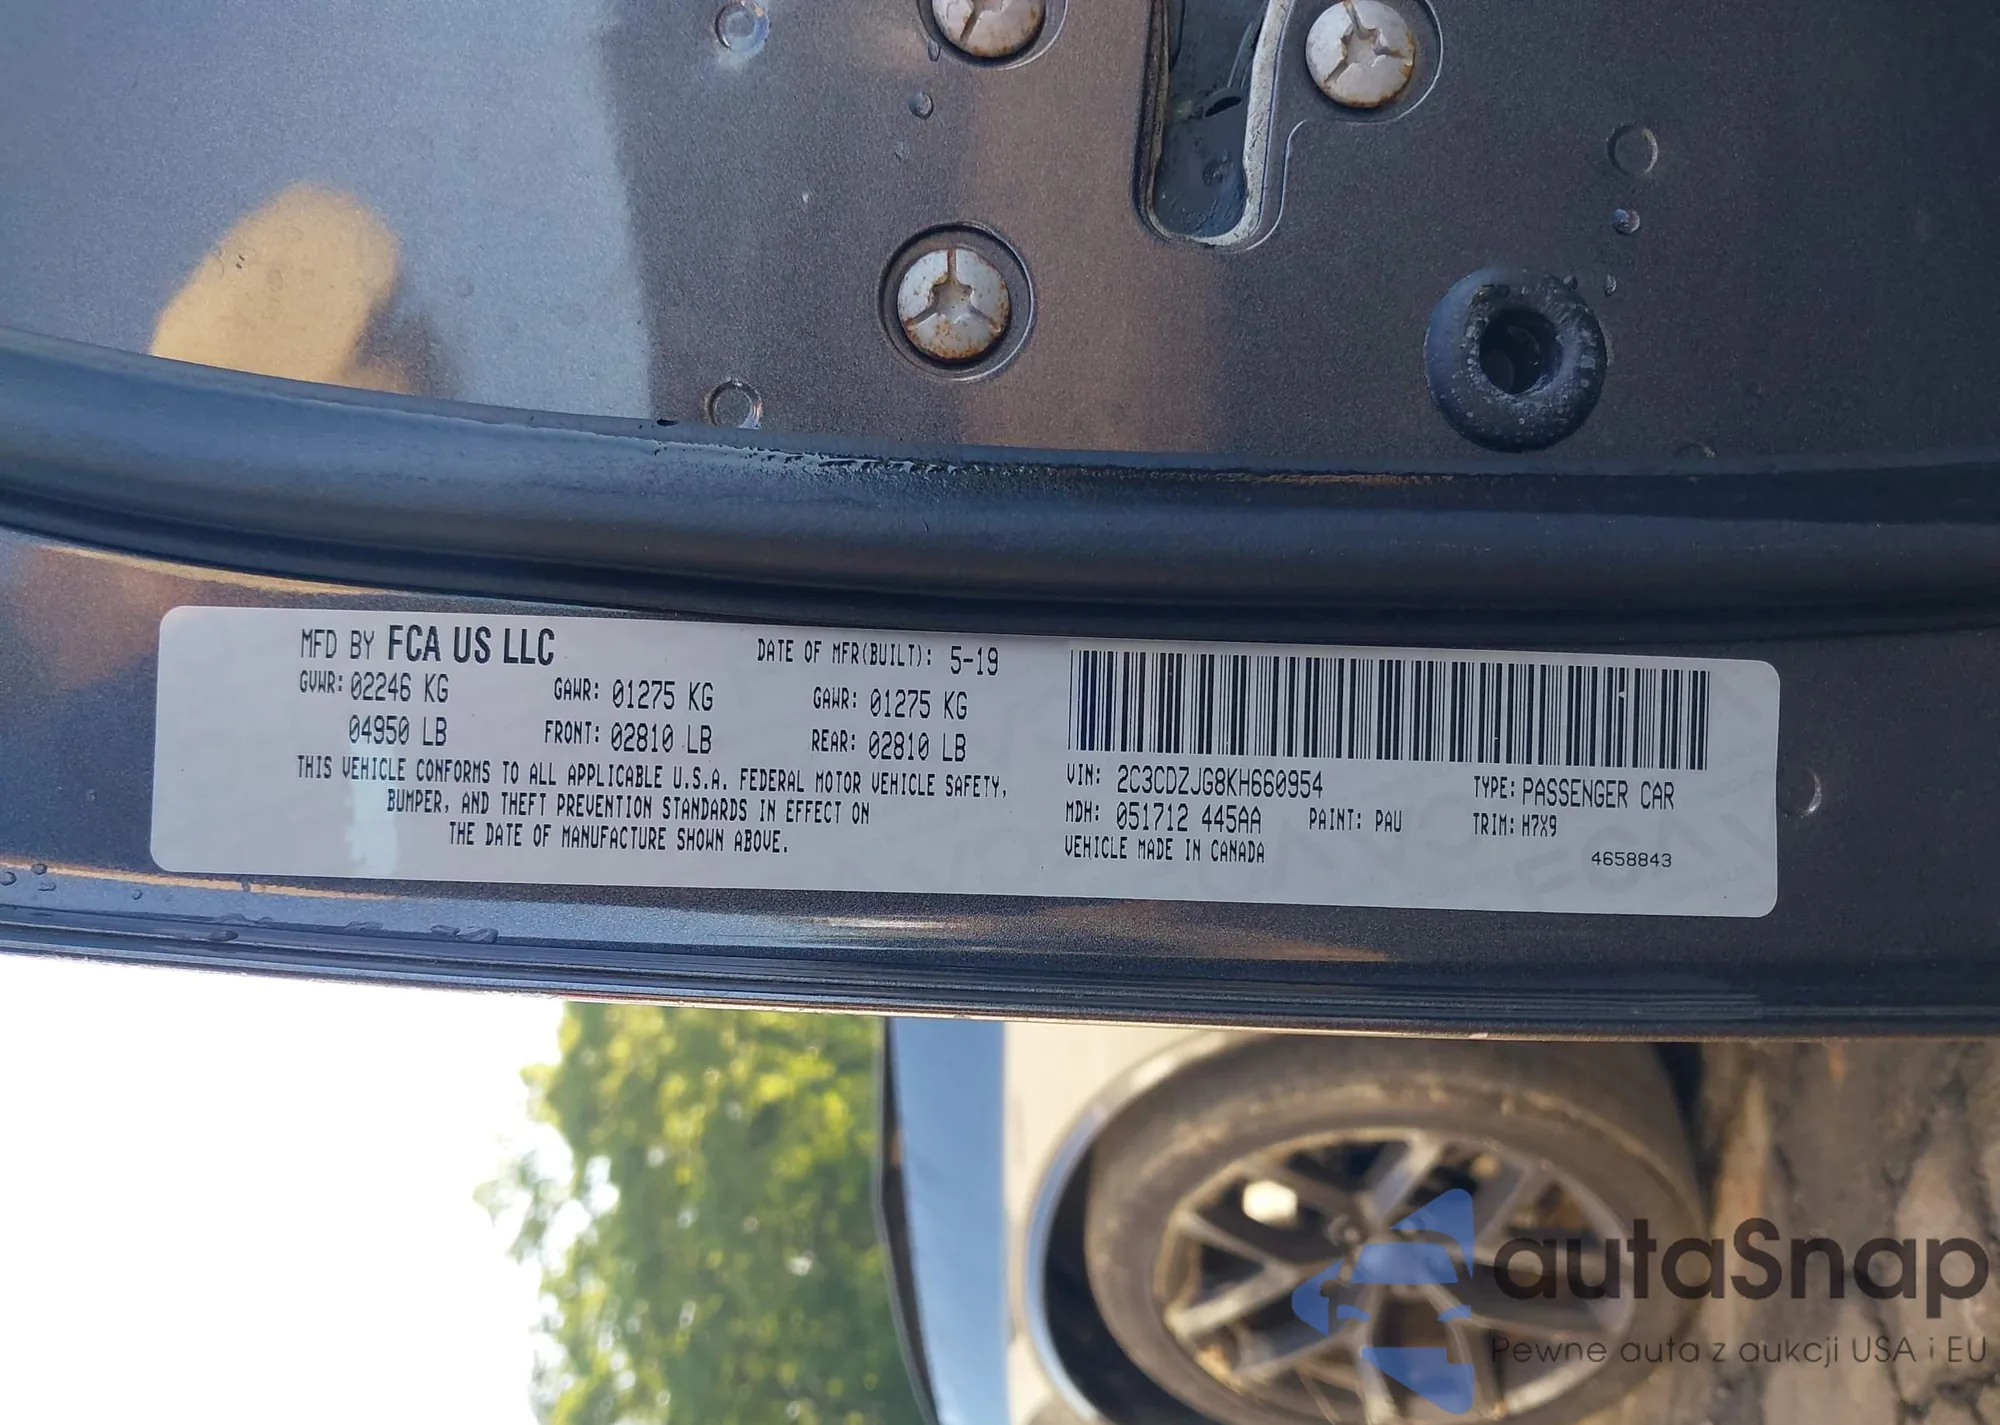 MFD BY FCA US LLC
DATE OF MFR(BUILT): 5-19
GVWR: 02246 KG GAWR: 01275 KG GAWR: 01275 KG
04950 LB FRONT: 02810 LB REAR: 02810 LB
THIS VEHICLE CONFORMS TO ALL APPLICABLE U.S.A. FEDERAL MOTOR VEHICLE SAFETY,
BUMPER, AND THEFT PREVENTION STANDARDS IN EFFECT ON
THE DATE OF MANUFACTURE SHOWN ABOVE.
VIN: 2C3CDZJG8KH660954 TYPE: PASSENGER CAR
MDH: 051712 445AA PAINT: PAU TRIM: H7X9
VEHICLE MADE IN CANADA
4658843
autaSnap
Pewne auta z aukcji USA i EU